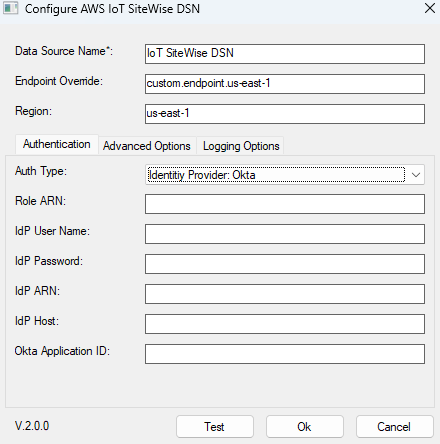 Configure AWS IoT SiteWise DSN
Data Source Name*: IoT SiteWise DSN
Endpoint Override: custom.endpoint.us-east-1
Region: us-east-1
Authentication Advanced Options Logging Options
Auth Type: Identitiy Provider: Okta
Role ARN:
IdP User Name:
IdP Password:
IdP ARN:
IdP Host:
Okta Application ID:
V.2.0.0 Test Ok Cancel